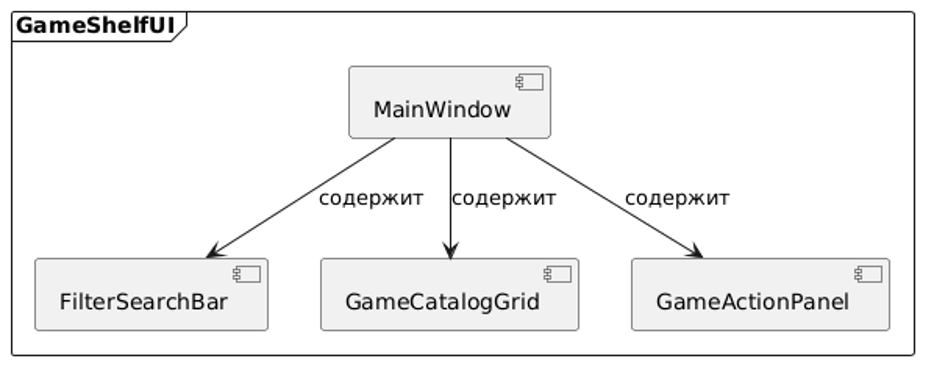 GameShelfUI
MainWindow
содержит
содержит
содержит
FilterSearchBar
GameCatalogGrid
GameActionPanel